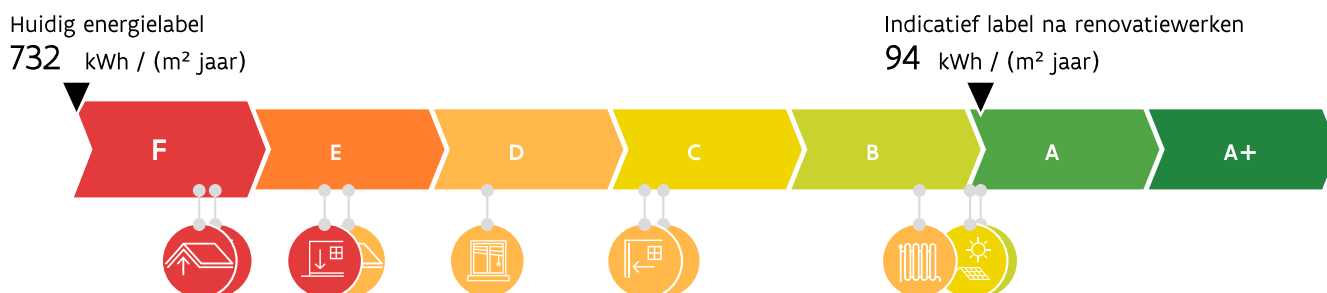 Huidig energielabel
732 kWh / (m² jaar)
Indicatief label na renovatiewerken
94 kWh / (m² jaar)
F E D C B A A+